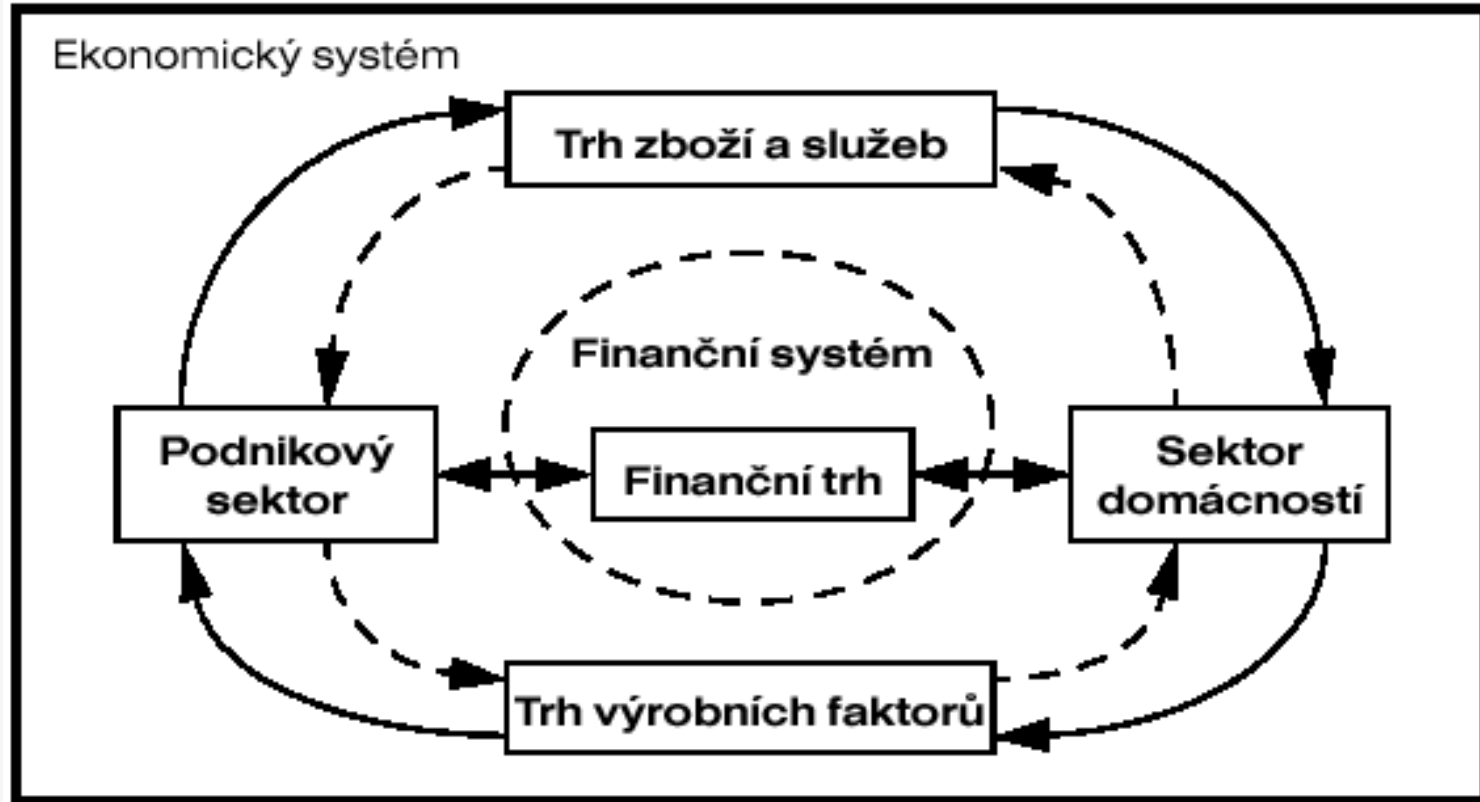 Ekonomický systém
Trh zboží a služeb
Finanční systém
Podnikový
sektor
Finanční trh
Sektor
domácností
Trh výrobních faktorů